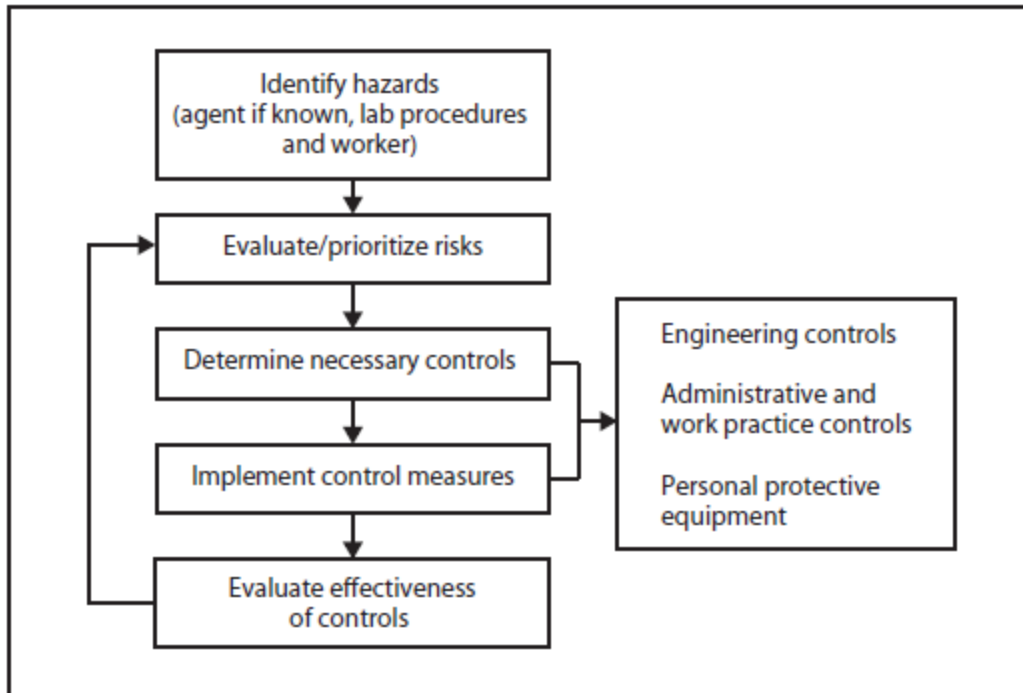 Identify hazards
(agent if known, lab procedures
and worker)
Evaluate/prioritize risks
Determine necessary controls
Implement control measures
Evaluate effectiveness
of controls
Engineering controls
Administrative and
work practice controls
Personal protective
equipment